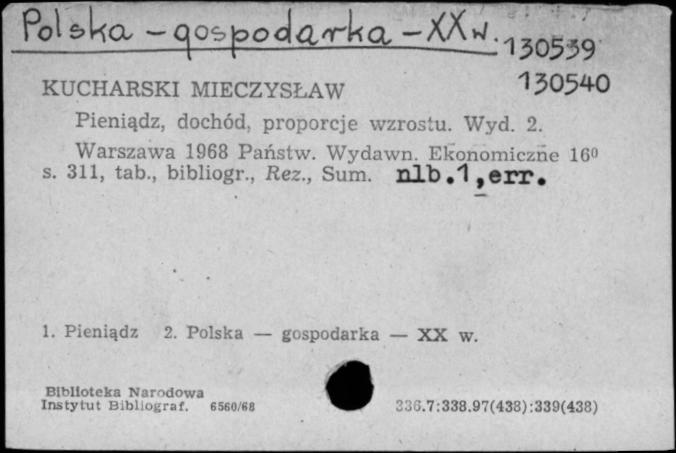 Polska – gospodarka – XX w.
130539
130540
KUCHARSKI MIECZYSŁAW
Pieniądz, dochód, proporcje wzrostu. Wyd. 2.
Warszawa 1968 Państw. Wydawn. Ekonomiczne 16⁰
s. 311, tab., bibliogr., Rez., Sum. nlb.1,err.
1. Pieniądz 2. Polska — gospodarka — XX w.
Biblioteka Narodowa
Instytut Bibliograf. 6560/68
336.7:338.97(438):339(438)